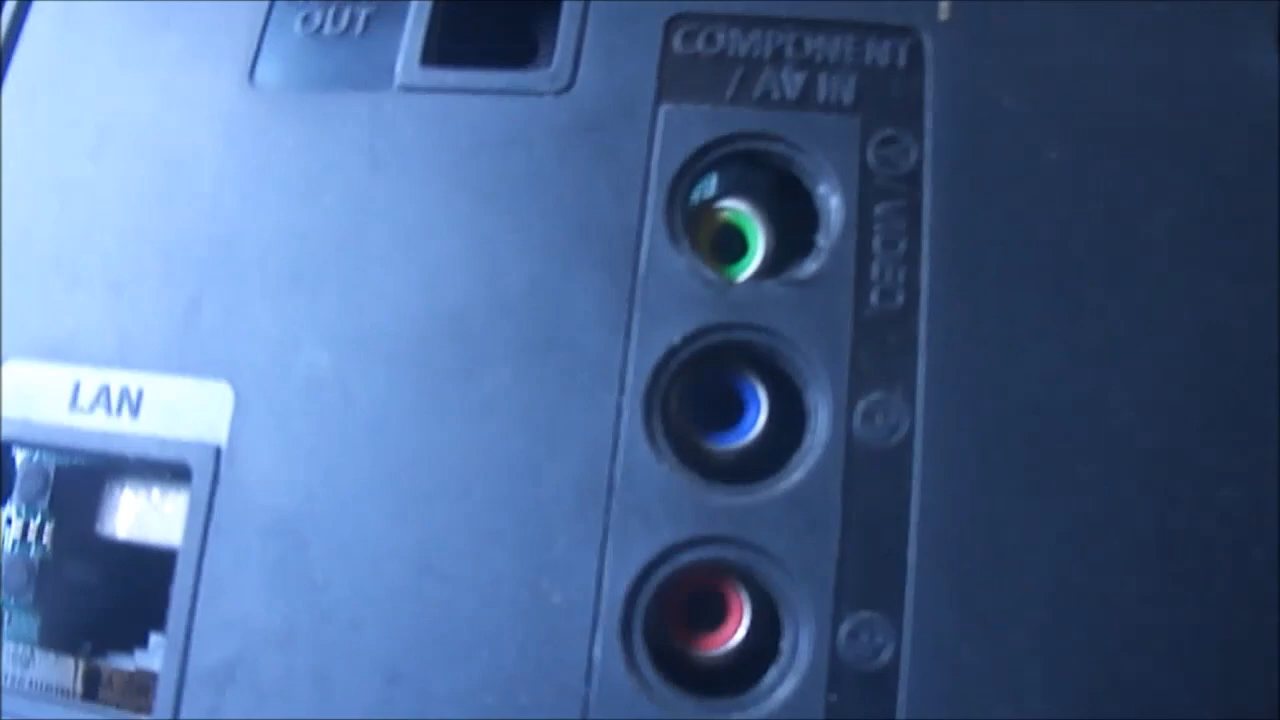 OUT
COMPONENT
/ AV IN
/ VIDEO
LAN